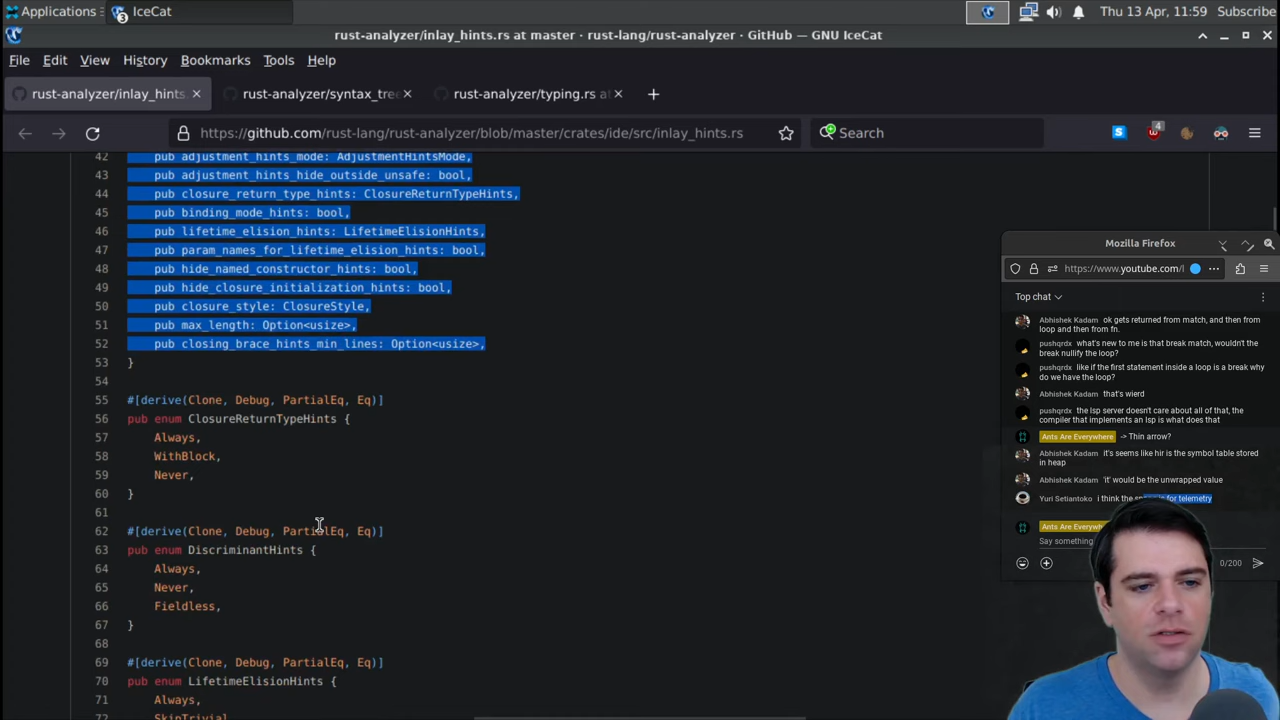 Applications
IceCat
Thu 13 Apr, 11:59 Subscribe
rust-analyzer/inlay_hints.rs at master · rust-lang/rust-analyzer · GitHub — GNU IceCat
File Edit View History Bookmarks Tools Help
rust-analyzer/inlay_hints.
rust-analyzer/syntax_tree
rust-analyzer/typing.rs at
https://github.com/rust-lang/rust-analyzer/blob/master/crates/ide/src/inlay_hints.rs
Search
4
42 pub adjustment_hints_mode: AdjustmentHintsMode,
43 pub adjustment_hints_hide_outside_unsafe: bool,
44 pub closure_return_type_hints: ClosureReturnTypeHints,
45 pub binding_mode_hints: bool,
46 pub lifetime_elision_hints: LifetimeElisionHints,
47 pub param_names_for_lifetime_elision_hints: bool,
48 pub hide_named_constructor_hints: bool,
49 pub hide_closure_initialization_hints: bool,
50 pub closure_style: ClosureStyle,
51 pub max_length: Option<usize>,
52 pub closing_brace_hints_min_lines: Option<usize>,
53 }
54
55 #[derive(Clone, Debug, PartialEq, Eq)]
56 pub enum ClosureReturnTypeHints {
57 Always,
58 WithBlock,
59 Never,
60 }
61
62 #[derive(Clone, Debug, PartialEq, Eq)]
63 pub enum DiscriminantHints {
64 Always,
65 Never,
66 Fieldless,
67 }
68
69 #[derive(Clone, Debug, PartialEq, Eq)]
70 pub enum LifetimeElisionHints {
71 Always,
72 SkipTrivial
Mozilla Firefox
https://www.youtube.com/l
Top chat
Abhishek Kadam ok gets returned from match, and then from
loop and then from fn.
pushqrdx what's new to me is that break match, wouldn't the
break nullify the loop?
pushqrdx like if the first statement inside a loop is a break why
do we have the loop?
Abhishek Kadam that's wierd
pushqrdx the lsp server doesn't care about all of that, the
compiler that implements an lsp is what does that
Ants Are Everywhere -> Thin arrow?
Abhishek Kadam it's seems like hir is the symbol table stored
in heap
Abhishek Kadam 'it' would be the unwrapped value
Yuri Setiantoko i think the for telemetry
Ants Are Everywhe
Say something
0/200